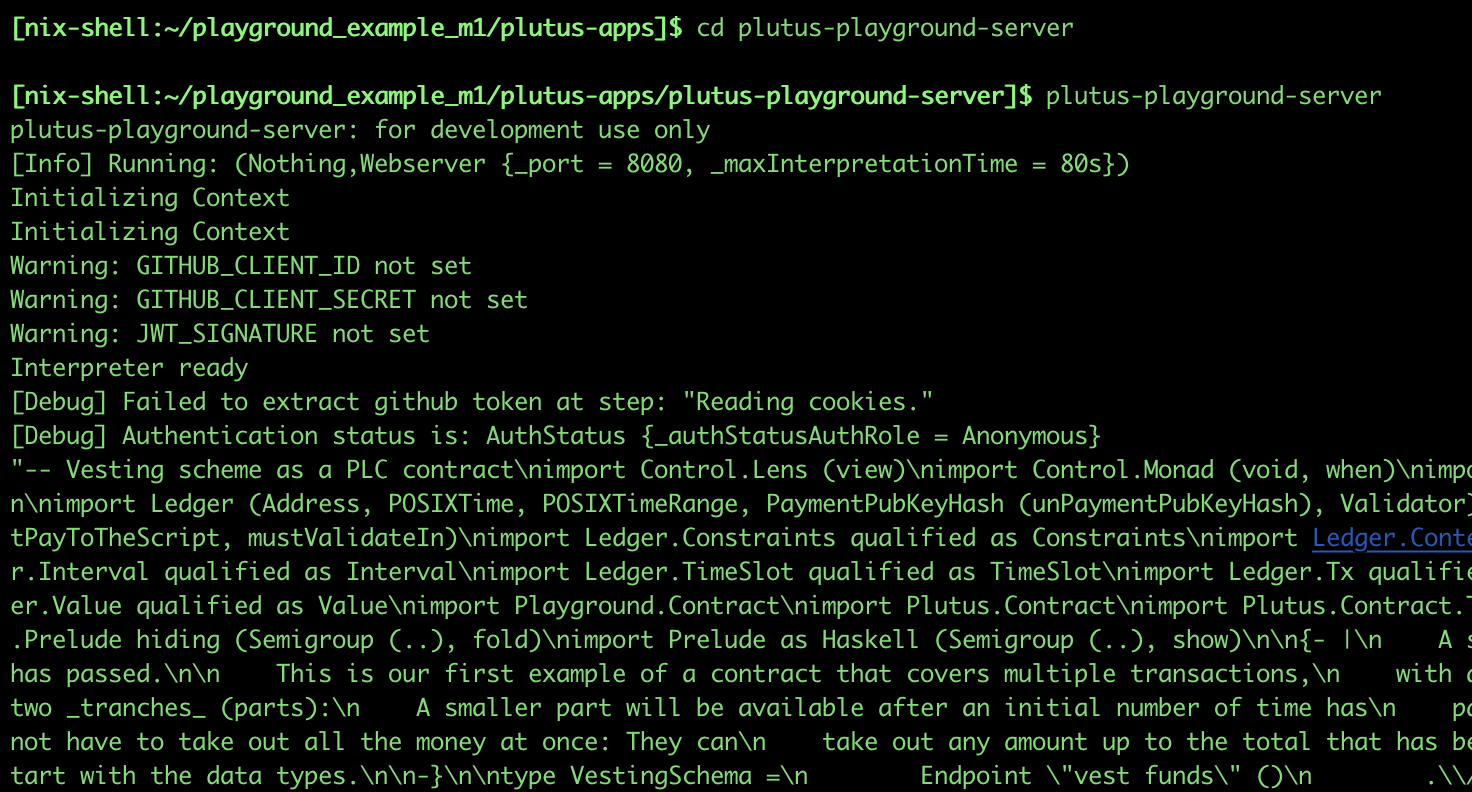 [nix-shell:~/playground_example_m1/plutus-apps]$ cd plutus-playground-server
[nix-shell:~/playground_example_m1/plutus-apps/plutus-playground-server]$ plutus-playground-server
plutus-playground-server: for development use only
[Info] Running: (Nothing,Webserver {_port = 8080, _maxInterpretationTime = 80s})
Initializing Context
Initializing Context
Warning: GITHUB_CLIENT_ID not set
Warning: GITHUB_CLIENT_SECRET not set
Warning: JWT_SIGNATURE not set
Interpreter ready
[Debug] Failed to extract github token at step: "Reading cookies."
[Debug] Authentication status is: AuthStatus {_authStatusAuthRole = Anonymous}
"-- Vesting scheme as a PLC contract\nimport Control.Lens (view)\nimport Control.Monad (void, when)\nimpo
n\nimport Ledger (Address, POSIXTime, POSIXTimeRange, PaymentPubKeyHash (unPaymentPubKeyHash), Validator)
tPayToTheScript, mustValidateIn)\nimport Ledger.Constraints qualified as Constraints\nimport Ledger.Conte
r.Interval qualified as Interval\nimport Ledger.TimeSlot qualified as TimeSlot\nimport Ledger.Tx qualifie
er.Value qualified as Value\nimport Playground.Contract\nimport Plutus.Contract\nimport Plutus.Contract.T
.Prelude hiding (Semigroup (..), fold)\nimport Prelude as Haskell (Semigroup (..), show)\n\n{- |\n    A s
has passed.\n\n    This is our first example of a contract that covers multiple transactions,\n    with
two _tranches_ (parts):\n    A smaller part will be available after an initial number of time has\n    pa
not have to take out all the money at once: They can\n    take out any amount up to the total that has be
tart with the data types.\n\n-}\n\ntype VestingSchema =\n        Endpoint \"vest funds\" ()\n        .\\/